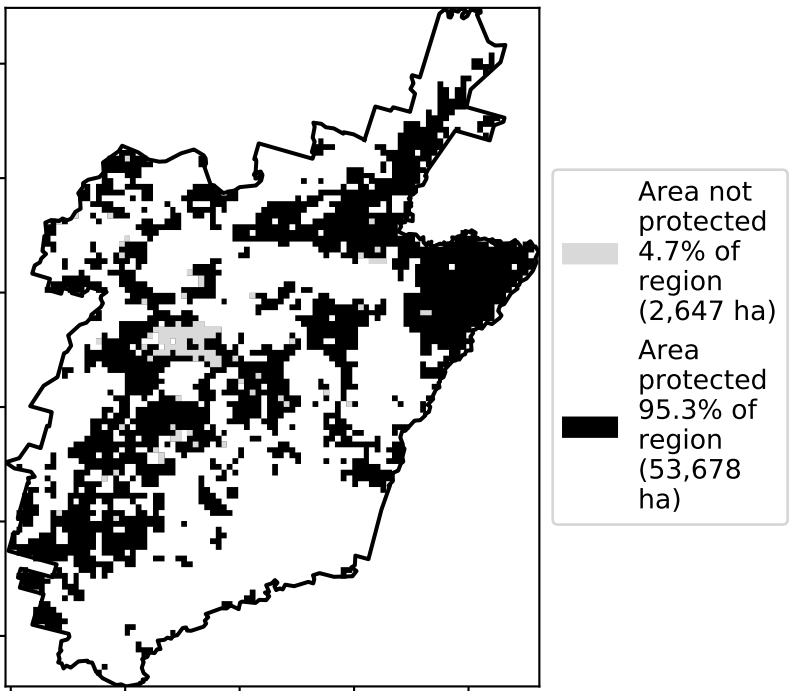 Area not
protected
4.7% of
region
(2,647 ha)
Area
protected
95.3% of
region
(53,678
ha)